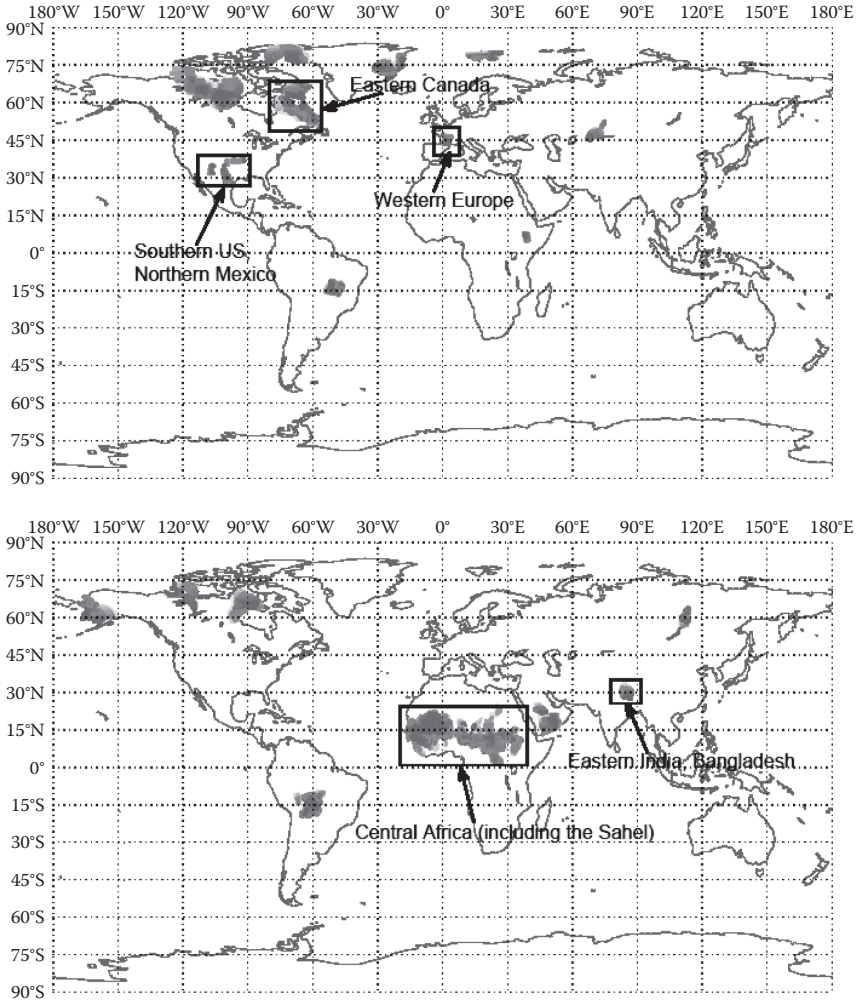 180°W 150°W 120°W 90°W 60°W 30°W 0° 30°E 60°E 90°E 120°E 150°E 180°E
90°N
75°N
Eastern Canada
60°N
45°N
30°N
Western Europe
15°N
Southern US,
0°
Northern Mexico
15°S
30°S
45°S
60°S
75°S
90°S
180°W 150°W 120°W 90°W 60°W 30°W 0° 30°E 60°E 90°E 120°E 150°E 180°E
90°N
75°N
60°N
45°N
30°N
15°N
Eastern India, Bangladesh
0°
15°S
Central Africa (including the Sahel)
30°S
45°S
60°S
75°S
90°S